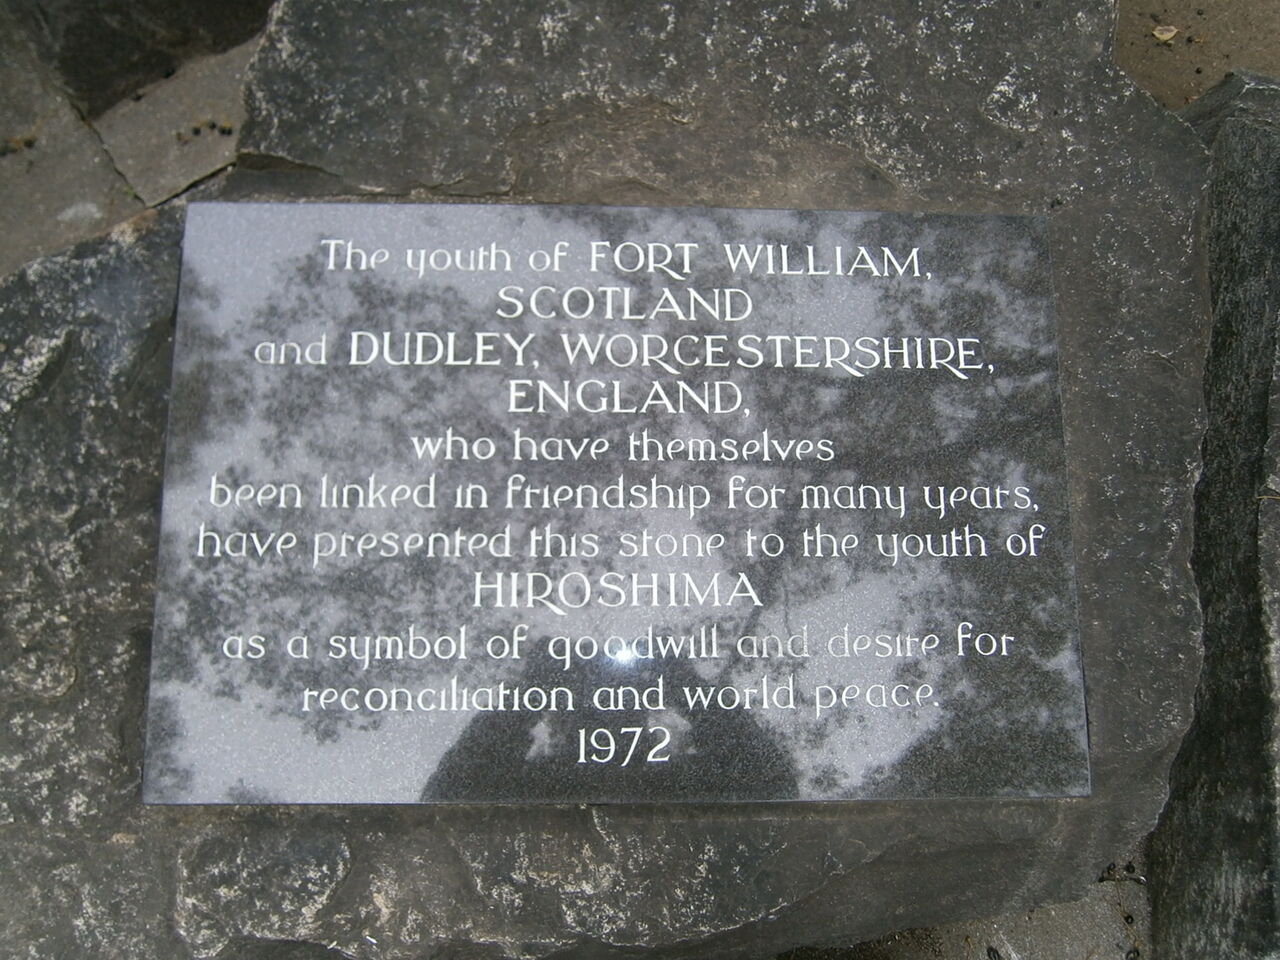 The youth of FORT WILLIAM,
SCOTLAND
and DUDLEY, WORCESTERSHIRE,
ENGLAND,
who have themselves
been linked in friendship for many years,
have presented this stone to the youth of
HIROSHIMA
as a symbol of goodwill and desire for
reconciliation and world peace.
1972